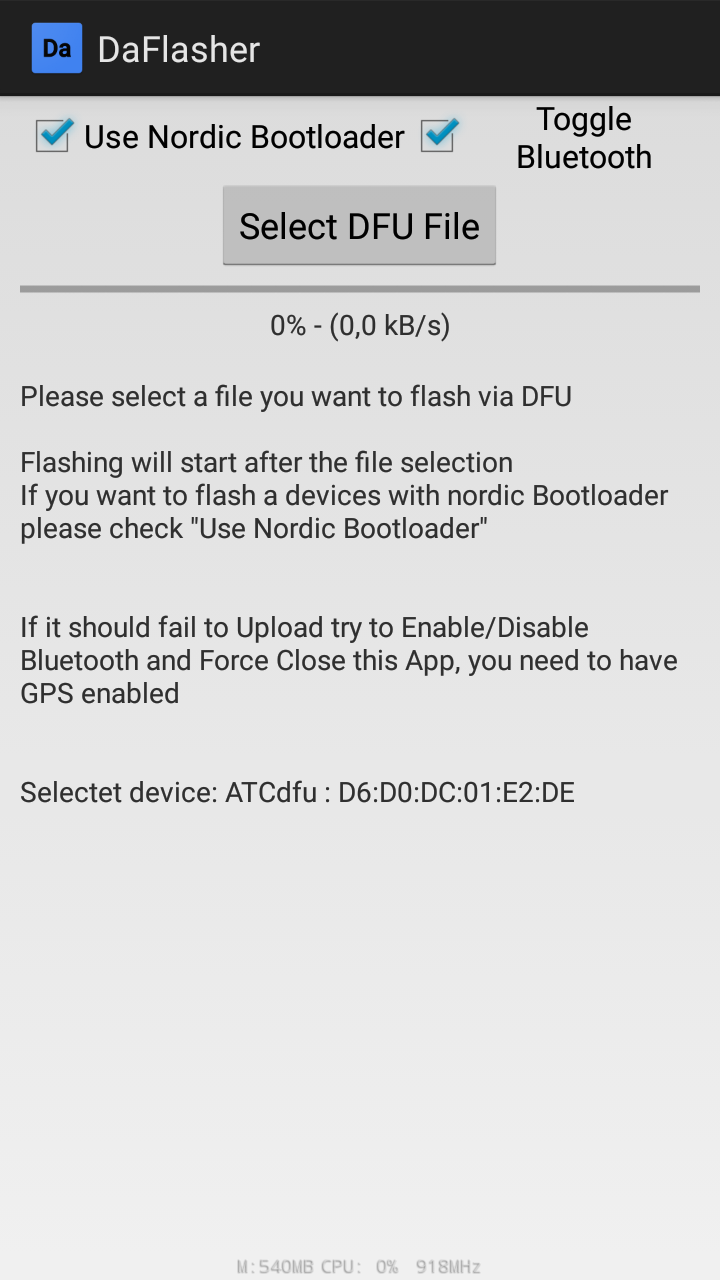 Da DaFlasher
Use Nordic Bootloader
Toggle
Bluetooth
Select DFU File
0% - (0,0 kB/s)
Please select a file you want to flash via DFU
Flashing will start after the file selection
If you want to flash a devices with nordic Bootloader
please check "Use Nordic Bootloader"
If it should fail to Upload try to Enable/Disable
Bluetooth and Force Close this App, you need to have
GPS enabled
Selectet device: ATCdfu : D6:D0:DC:01:E2:DE
M:540MB CPU: 0% 918MHz